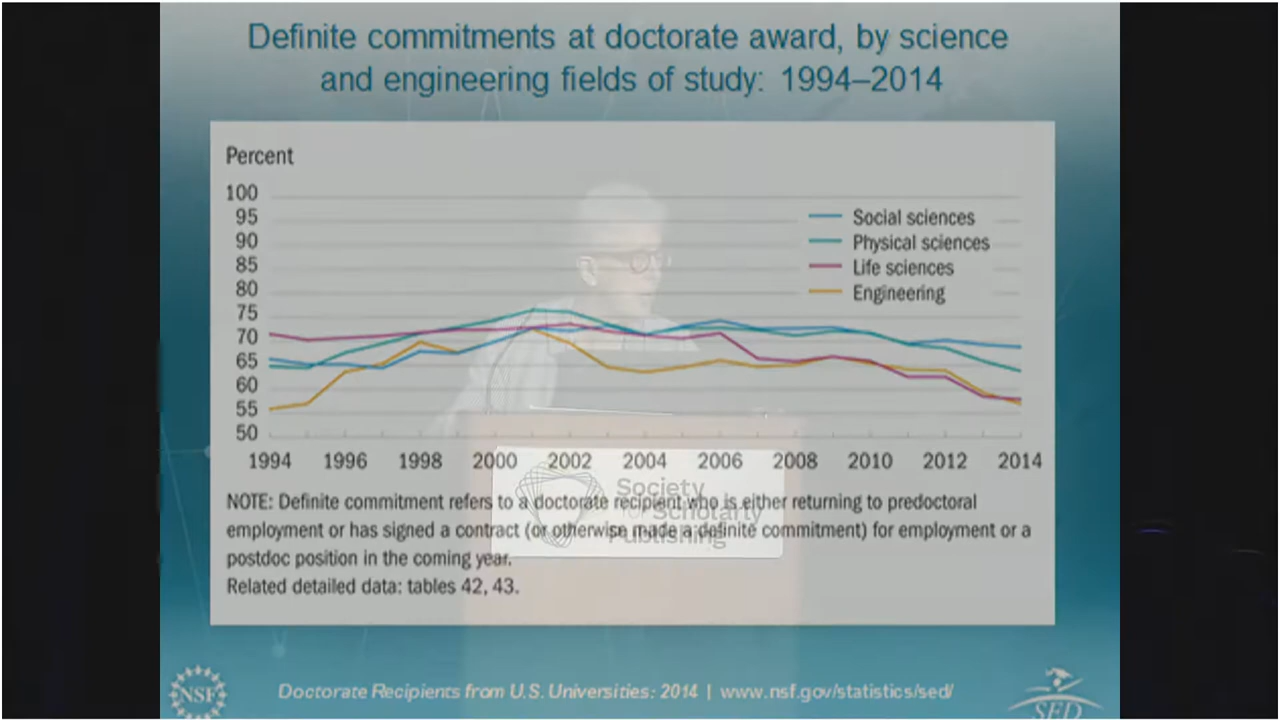 Definite commitments at doctorate award, by science
and engineering fields of study: 1994–2014
Percent
100
95
90
85
80
75
70
65
60
55
50
Social sciences
Physical sciences
Life sciences
Engineering
1994 1996 1998 2000 2002 2004 2006 2008 2010 2012 2014
NOTE: Definite commitment refers to a doctorate recipient who is either returning to predoctoral
employment or has signed a contract (or otherwise made a definite commitment) for employment or a
postdoc position in the coming year.
Related detailed data: tables 42, 43.
Society
for Scholarly
Publishing
NSF
Doctorate Recipients from U.S. Universities: 2014 | www.nsf.gov/statistics/sed/
SED